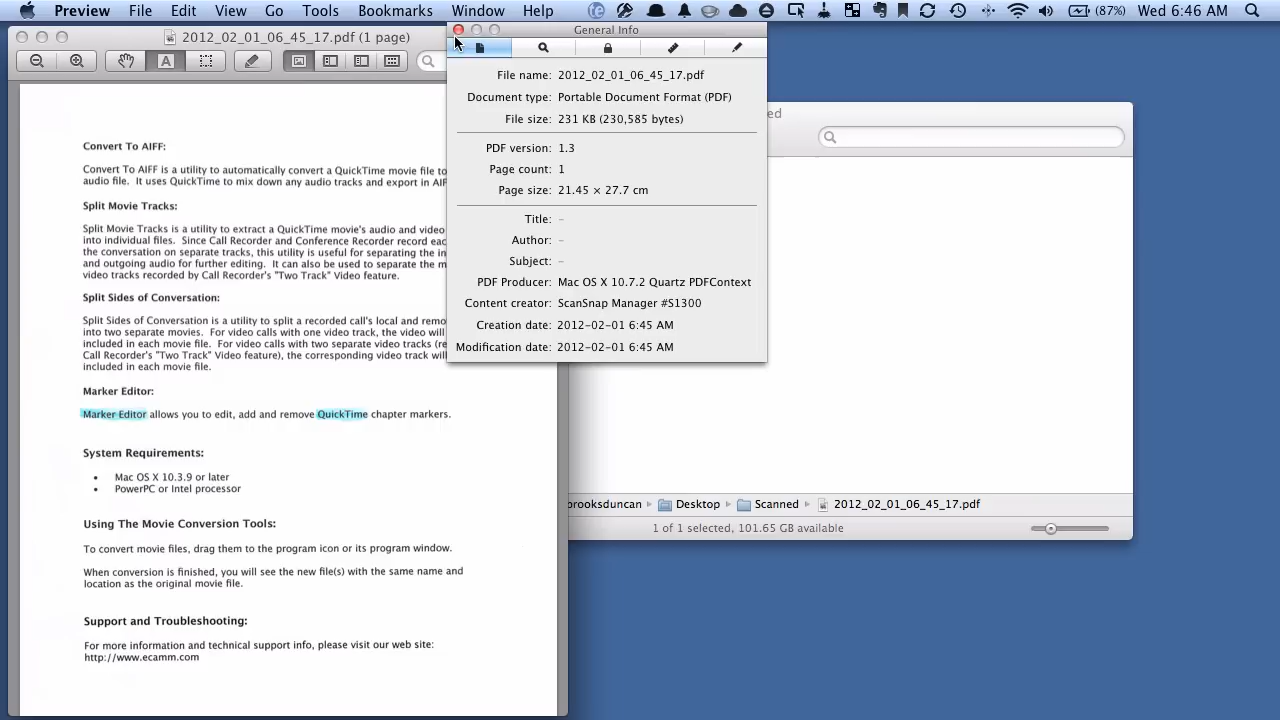 Preview File Edit View Go Tools Bookmarks Window Help (87%) Wed 6:46 AM
2012_02_01_06_45_17.pdf (1 page)
A
Convert To AIFF:
Convert To AIFF is a utility to automatically convert a QuickTime movie file to
audio file. It uses QuickTime to mix down any audio tracks and export in AIF
Split Movie Tracks:
Split Movie Tracks is a utility to extract a QuickTime movie's audio and video
into individual files. Since Call Recorder and Conference Recorder record eac
the conversation on separate tracks, this utility is useful for separating the in
and outgoing audio for further editing. It can also be used to separate the m
video tracks recorded by Call Recorder's "Two Track" Video feature.
Split Sides of Conversation:
Split Sides of Conversation is a utility to split a recorded call's local and remo
into two separate movies. For video calls with one video track, the video will
included in each movie file. For video calls with two separate video tracks (re
Call Recorder's "Two Track" Video feature), the corresponding video track will
included in each movie file.
Marker Editor:
Marker Editor allows you to edit, add and remove QuickTime chapter markers.
System Requirements:
• Mac OS X 10.3.9 or later
• PowerPC or Intel processor
Using The Movie Conversion Tools:
To convert movie files, drag them to the program icon or its program window.
When conversion is finished, you will see the new file(s) with the same name and
location as the original movie file.
Support and Troubleshooting:
For more information and technical support info, please visit our web site:
http://www.ecamm.com
General Info
File name: 2012_02_01_06_45_17.pdf
Document type: Portable Document Format (PDF)
File size: 231 KB (230,585 bytes)
PDF version: 1.3
Page count: 1
Page size: 21.45 × 27.7 cm
Title: –
Author: –
Subject: –
PDF Producer: Mac OS X 10.7.2 Quartz PDFContext
Content creator: ScanSnap Manager #S1300
Creation date: 2012-02-01 6:45 AM
Modification date: 2012-02-01 6:45 AM
ed
brooksduncan Desktop Scanned 2012_02_01_06_45_17.pdf
1 of 1 selected, 101.65 GB available